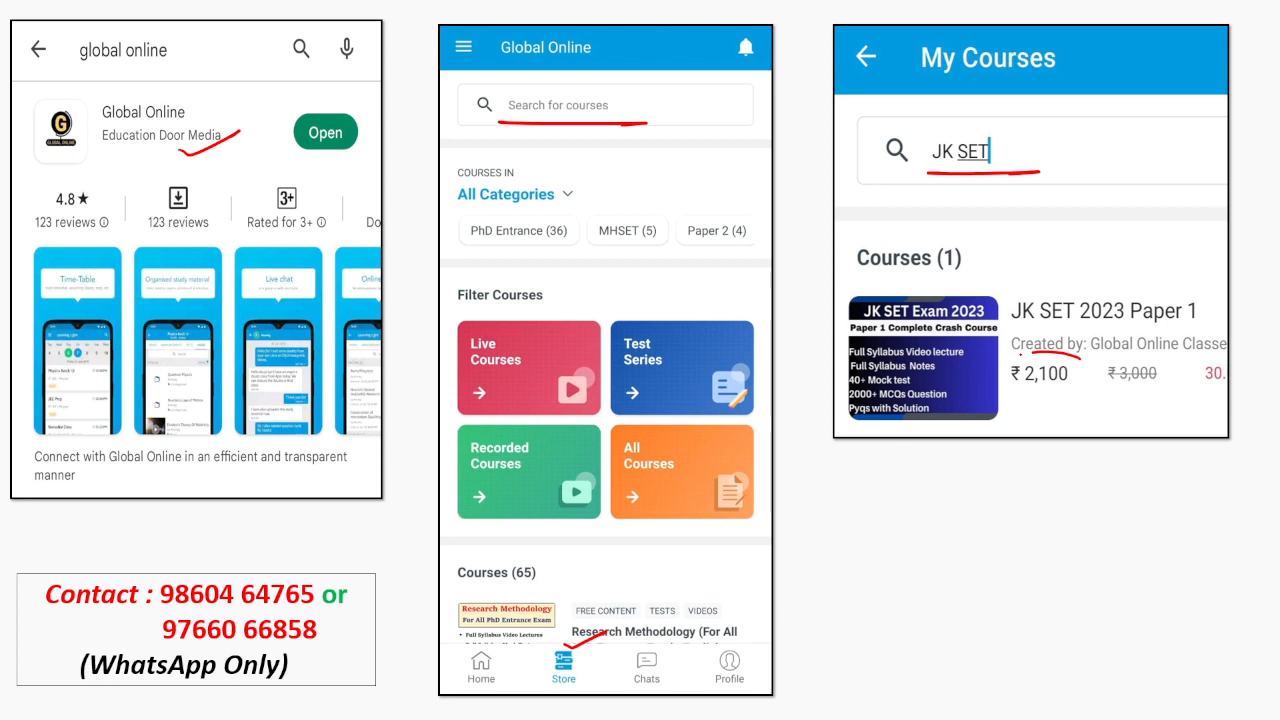 global online
Global Online
Education Door Media
Open
4.8★
123 reviews
123 reviews
3+
Rated for 3+
Do
Time-Table
Organised study material
Live chat
Online
Connect with Global Online in an efficient and transparent
manner
Contact : 98604 64765 or
97660 66858
(WhatsApp Only)
Global Online
Search for courses
COURSES IN
All Categories
PhD Entrance (36)
MHSET (5)
Paper 2 (4)
Filter Courses
Live
Courses
Test
Series
Recorded
Courses
All
Courses
Courses (65)
Research Methodology
For All PhD Entrance Exam
• Full Syllabus Video Lectures
FREE CONTENT
TESTS
VIDEOS
Research Methodology (For All
Home
Store
Chats
Profile
My Courses
JK SET
Courses (1)
JK SET Exam 2023
Paper 1 Complete Crash Course
Full Syllabus Video lecture
Full Syllabus Notes
40+ Mock test
2000+ MCQs Question
Pyqs with Solution
JK SET 2023 Paper 1
Created by: Global Online Classe
₹ 2,100
₹ 3,000
30.